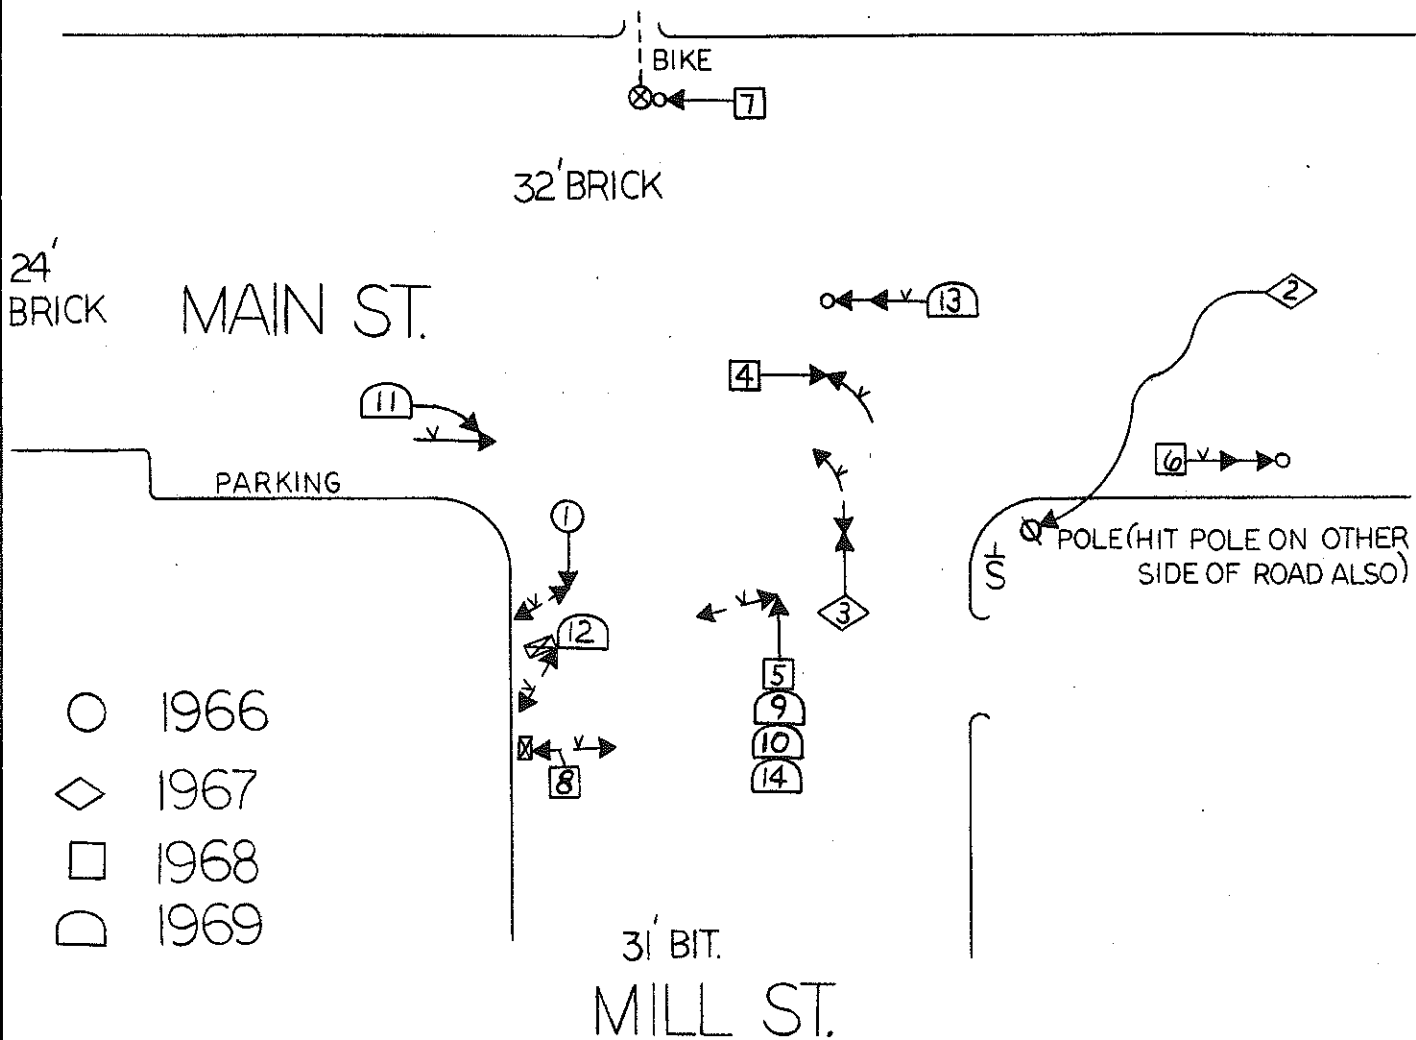 BIKE
7
32' BRICK
24'
BRICK
MAIN ST.
13
2
4
11
6
PARKING
1
POLE (HIT POLE ON OTHER
SIDE OF ROAD ALSO)
S
3
12
5
9
10
14
8
1966
1967
1968
1969
31' BIT.
MILL ST.